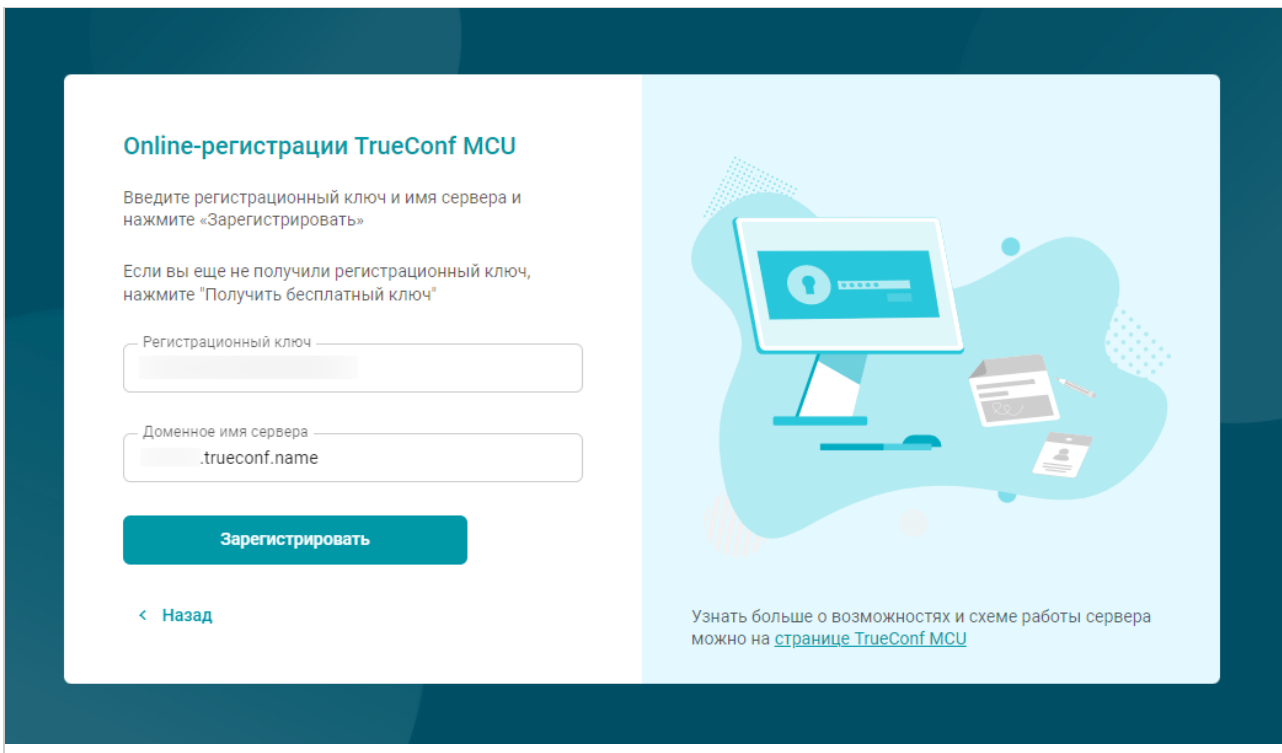 Online-регистрации TrueConf MCU
Введите регистрационный ключ и имя сервера и
нажмите «Зарегистрировать»
Если вы еще не получили регистрационный ключ,
нажмите "Получить бесплатный ключ"
Регистрационный ключ
Доменное имя сервера
.trueconf.name
Зарегистрировать
< Назад
Узнать больше о возможностях и схеме работы сервера
можно на странице TrueConf MCU